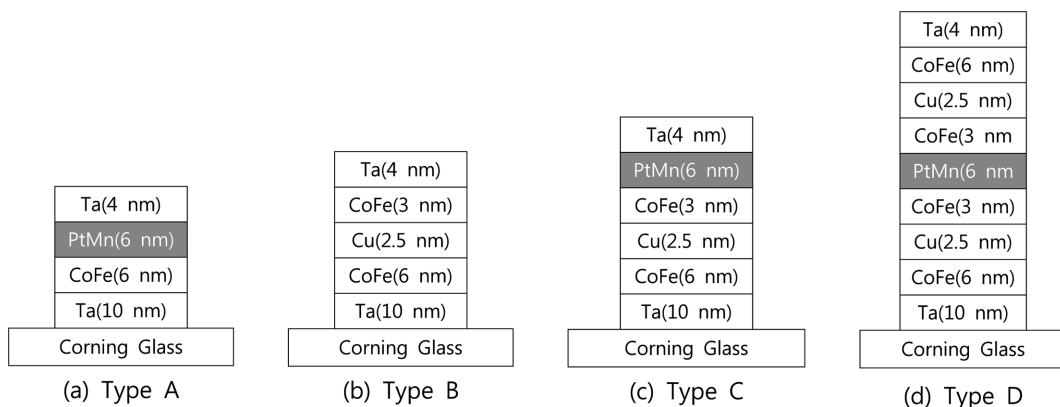 Ta(4 nm)
PtMn(6 nm)
CoFe(6 nm)
Ta(10 nm)
Corning Glass
(a) Type A
Ta(4 nm)
CoFe(3 nm)
Cu(2.5 nm)
CoFe(6 nm)
Ta(10 nm)
Corning Glass
(b) Type B
Ta(4 nm)
PtMn(6 nm)
CoFe(3 nm)
Cu(2.5 nm)
CoFe(6 nm)
Ta(10 nm)
Corning Glass
(c) Type C
Ta(4 nm)
CoFe(6 nm)
Cu(2.5 nm)
CoFe(3 nm
PtMn(6 nm
CoFe(3 nm)
Cu(2.5 nm)
CoFe(6 nm)
Ta(10 nm)
Corning Glass
(d) Type D